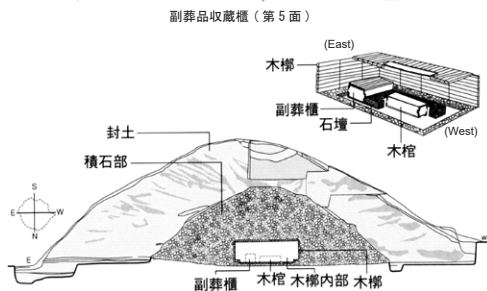 副葬品収蔵櫃（第５面）
(East)
木槨
副葬櫃
石壇
木棺
(West)
封土
積石部
S
E
W
N
E
W
副葬櫃
木棺
木槨内部
木槨